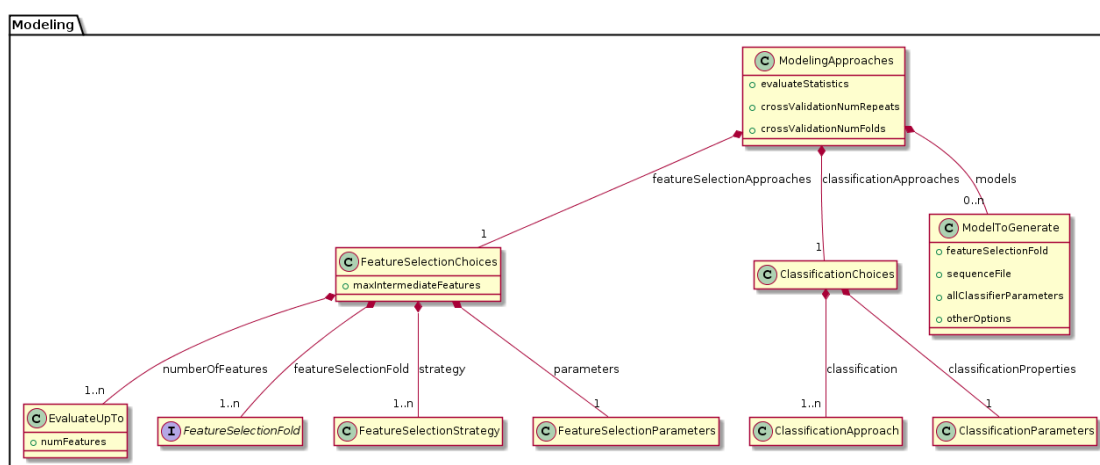 Modeling
C ModelingApproaches
evaluateStatistics
crossValidationNumRepeats
crossValidationNumFolds
featureSelectionApproaches
classificationApproaches
models
1
1
0..n
C FeatureSelectionChoices
maxIntermediateFeatures
C ClassificationChoices
C ModelToGenerate
featureSelectionFold
sequenceFile
allClassifierParameters
otherOptions
numberOfFeatures
featureSelectionFold
strategy
parameters
classification
classificationProperties
1..n
1..n
1..n
1
1..n
1
C EvaluateUpTo
numFeatures
I FeatureSelectionFold
C FeatureSelectionStrategy
C FeatureSelectionParameters
C ClassificationApproach
C ClassificationParameters